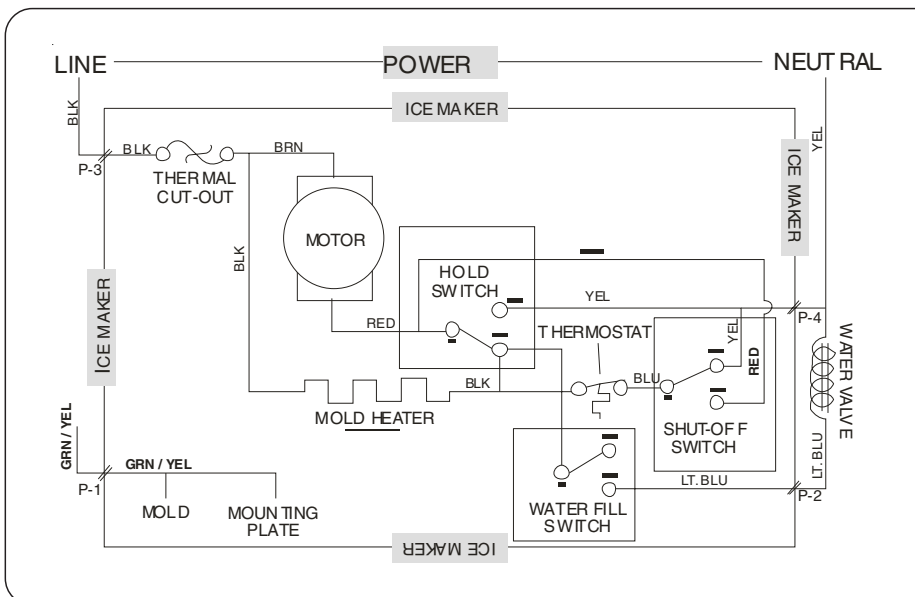 LINE
POWER
NEUTRAL
ICE MAKER
BLK
YEL
P-3
BLK
BRN
THERMAL
CUT-OUT
ICE MAKER
MOTOR
BLK
HOLD
SWITCH
ICE MAKER
YEL
RED
THERMOSTAT
YEL
P-4
RED
WATER VALVE
BLK
BLU
MOLD HEATER
SHUT-OFF
SWITCH
GRN / YEL
GRN / YEL
LT. BLU
LT. BLU
P-1
P-2
MOLD
MOUNTING
PLATE
WATER FILL
SWITCH
ICE MAKER